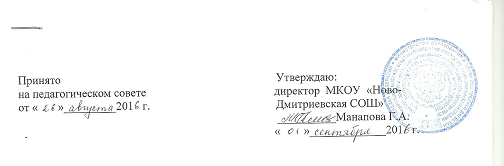 Принято
на педагогическом совете
от « 26 » августа 2016 г.
Утверждаю:
директор МКОУ «Ново-
Дмитриевская СОШ»
Манапова Г.А.
« 01 » сентября 2016 г.